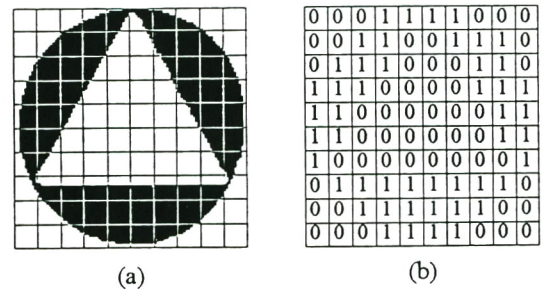 0 0 0 1 1 1 1 0 0 0
0 0 1 1 0 0 1 1 1 0
0 1 1 1 0 0 0 1 1 0
1 1 1 0 0 0 0 1 1 1
1 1 0 0 0 0 0 0 1 1
1 1 0 0 0 0 0 0 1 1
1 0 0 0 0 0 0 0 0 1
0 1 1 1 1 1 1 1 1 0
0 0 1 1 1 1 1 1 0 0
0 0 0 1 1 1 1 0 0 0
(a) (b)